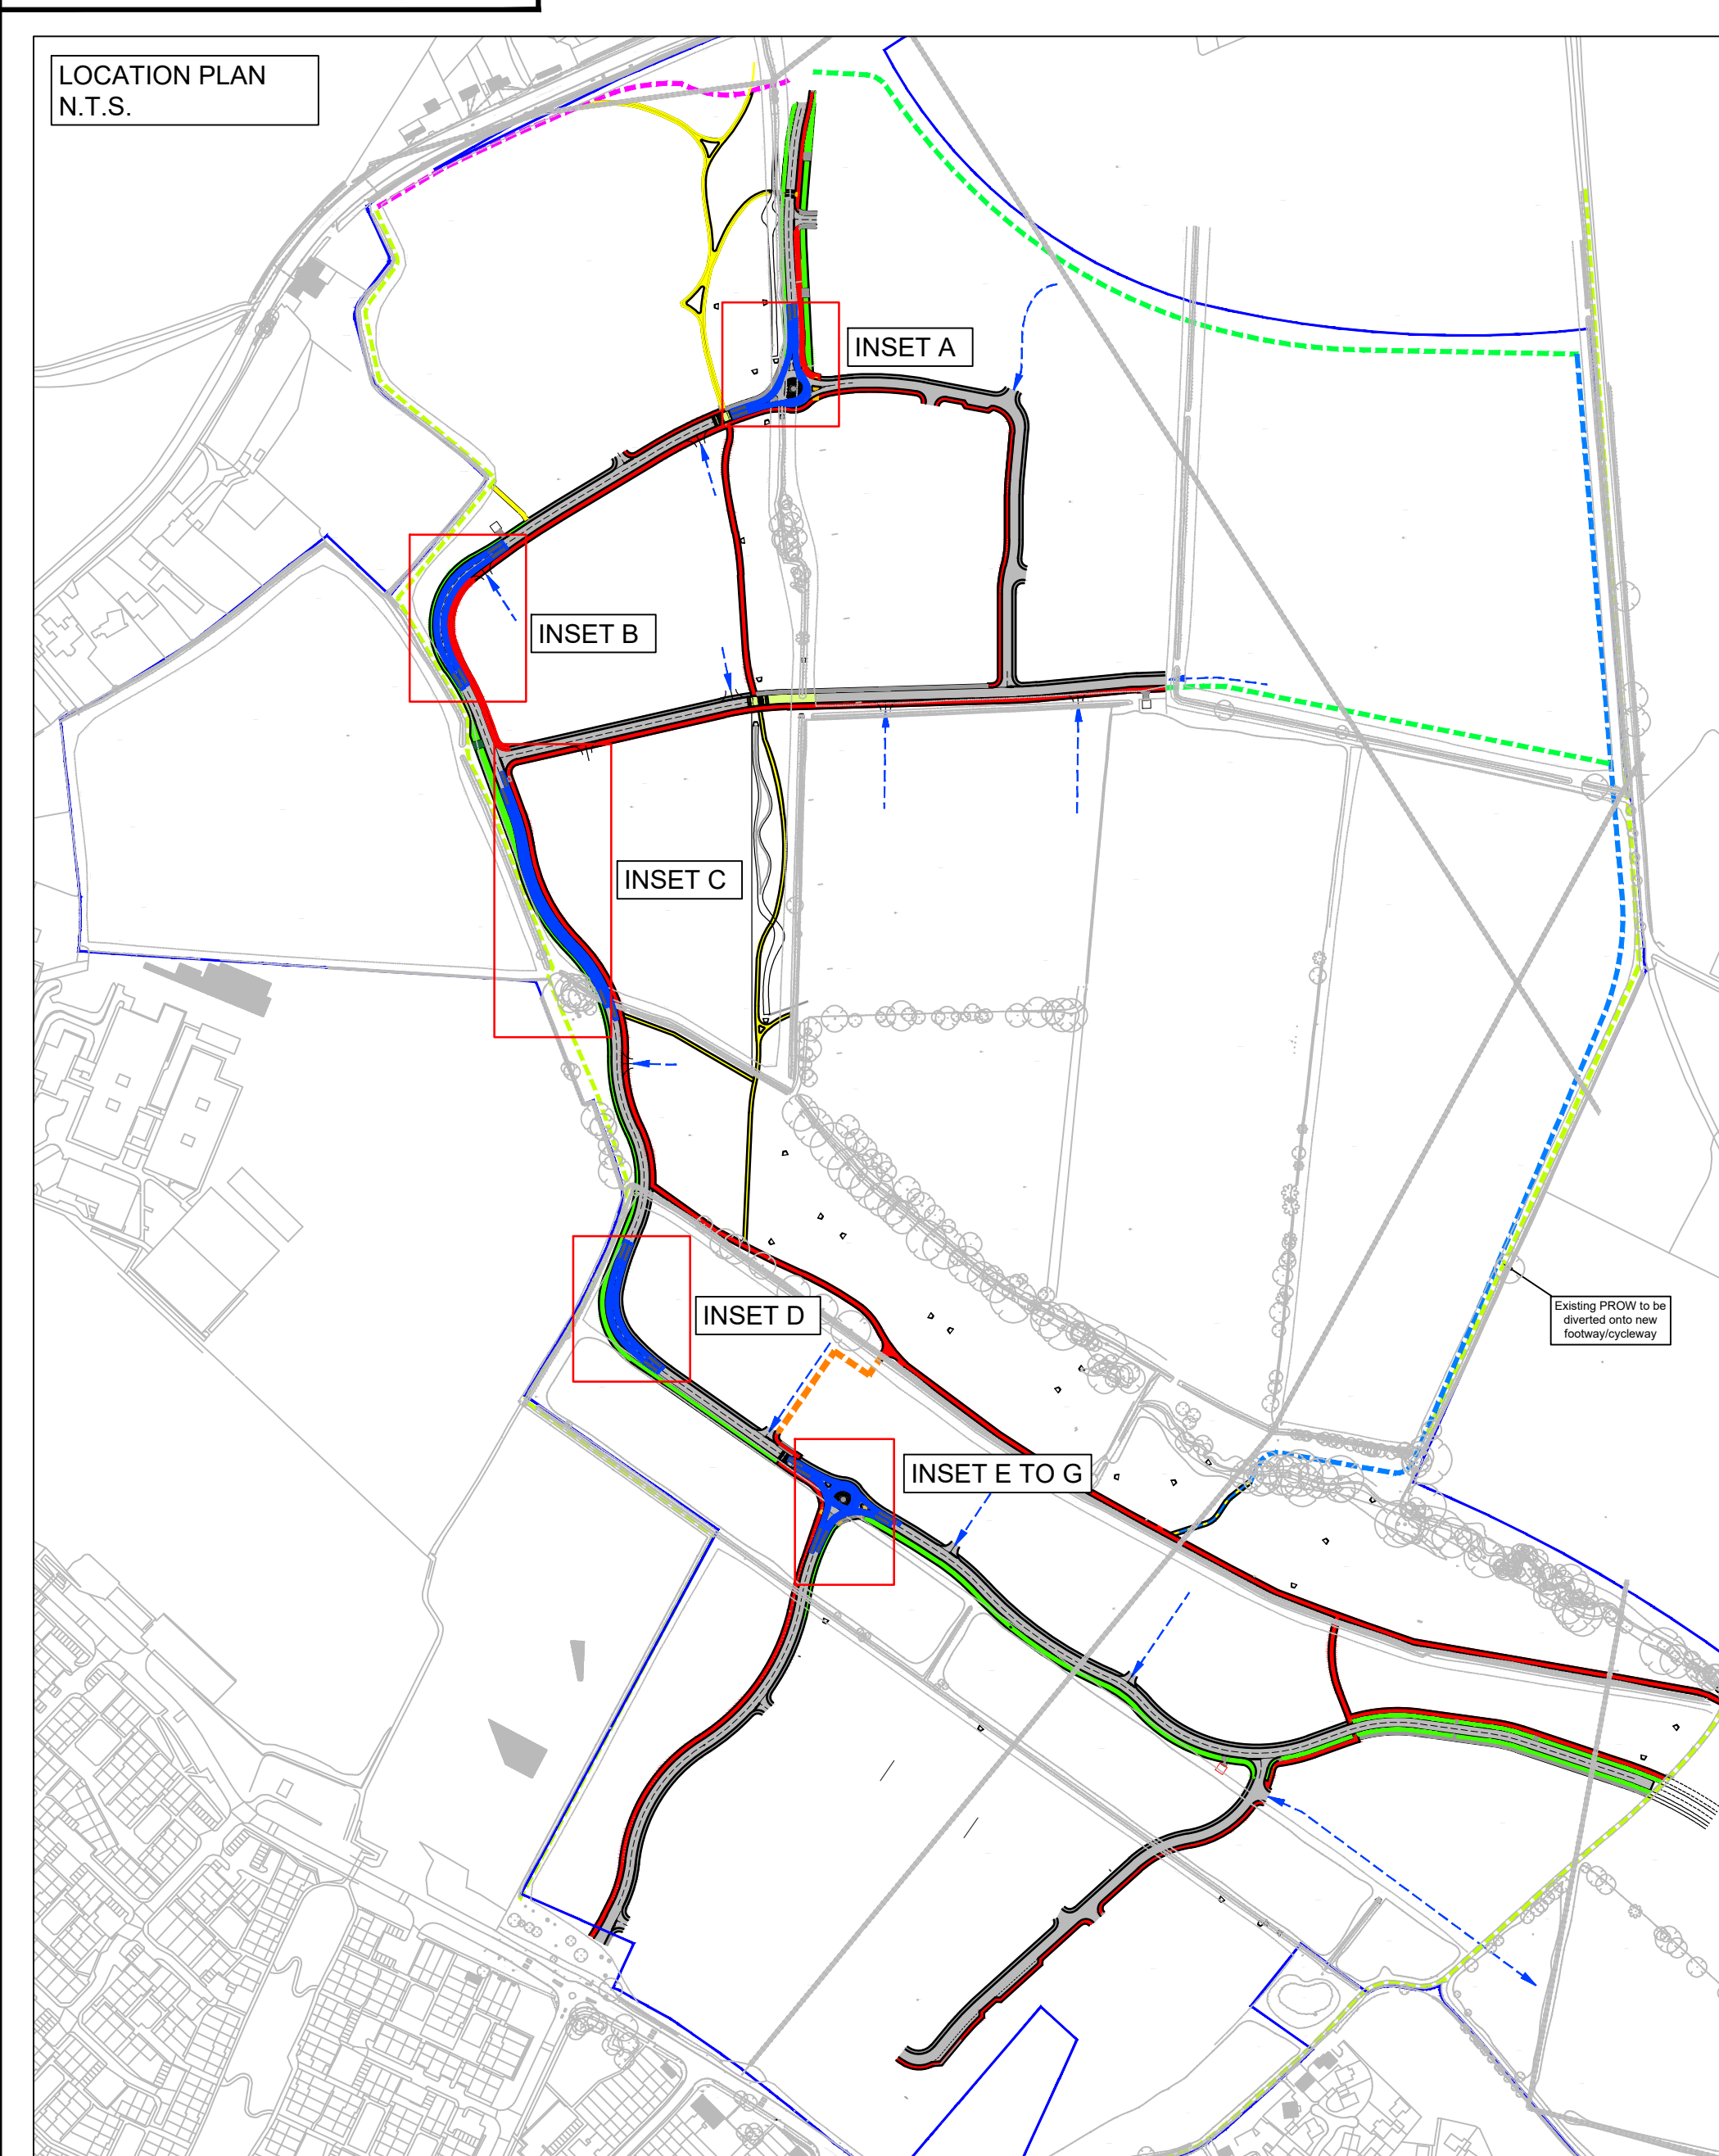 LOCATION PLAN
N.T.S.
INSET A
INSET B
INSET C
INSET D
Existing PROW to be
diverted onto new
footway/cycleway
INSET E TO G